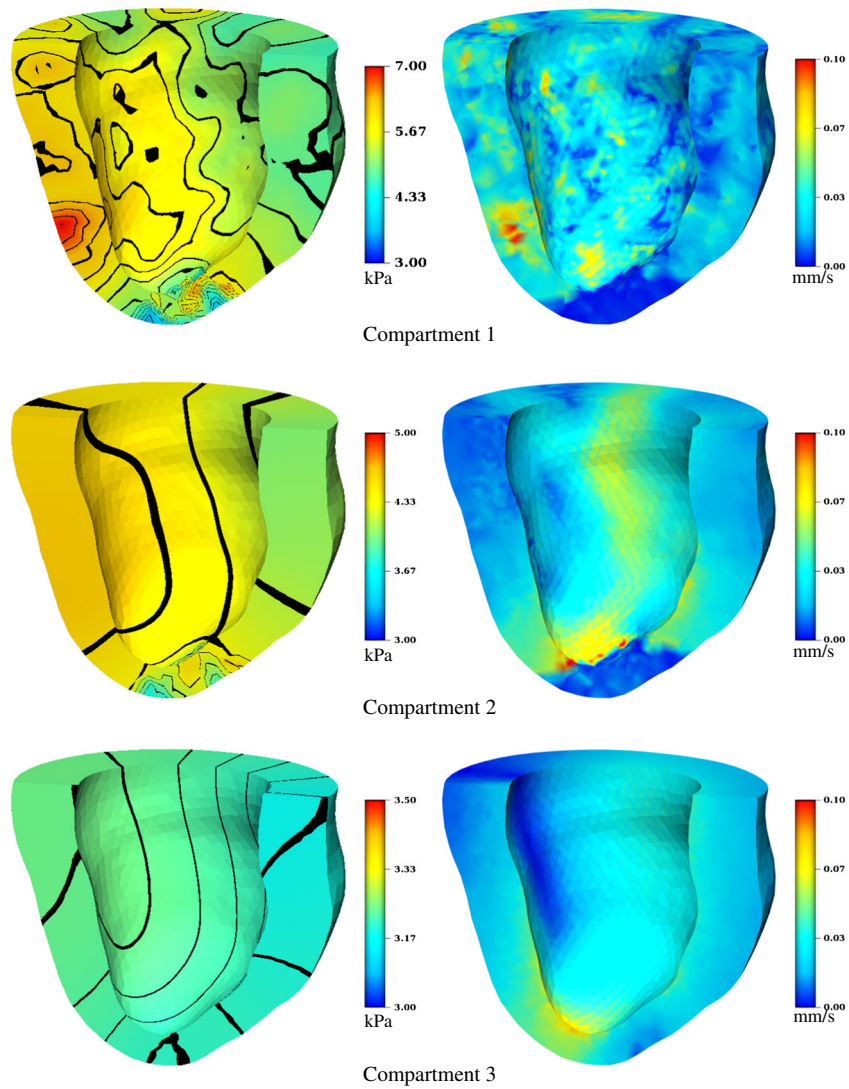 7.00
5.67
4.33
3.00
kPa
0.10
0.07
0.03
0.00
mm/s
Compartment 1
5.00
4.33
3.67
3.00
kPa
0.10
0.07
0.03
0.00
mm/s
Compartment 2
3.50
3.33
3.17
3.00
kPa
0.10
0.07
0.03
0.00
mm/s
Compartment 3